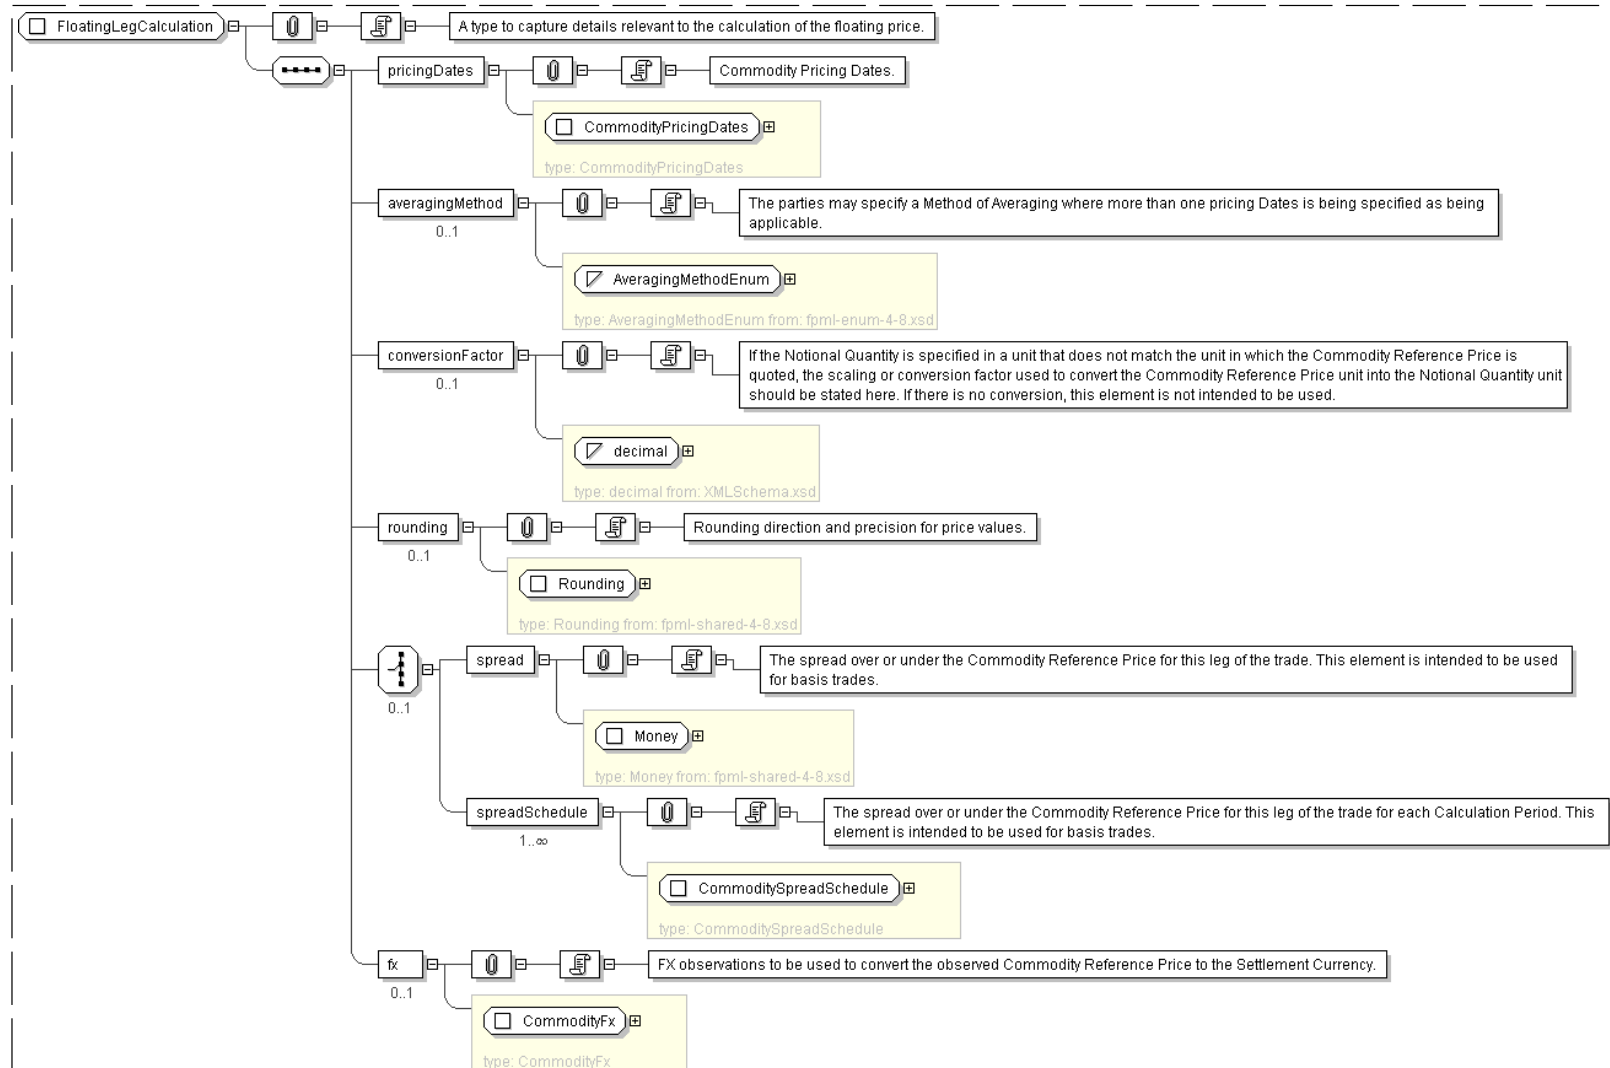 FloatingLegCalculation
A type to capture details relevant to the calculation of the floating price.
pricingDates
Commodity Pricing Dates.
CommodityPricingDates
type: CommodityPricingDates
averagingMethod
0..1
The parties may specify a Method of Averaging where more than one pricing Dates is being specified as being
applicable.
AveragingMethodEnum
type: AveragingMethodEnum from: fpml-enum-4-8.xsd
conversionFactor
0..1
If the Notional Quantity is specified in a unit that does not match the unit in which the Commodity Reference Price is
quoted, the scaling or conversion factor used to convert the Commodity Reference Price unit into the Notional Quantity unit
should be stated here. If there is no conversion, this element is not intended to be used.
decimal
type: decimal from: XMLSchema.xsd
rounding
0..1
Rounding direction and precision for price values.
Rounding
type: Rounding from: fpml-shared-4-8.xsd
0..1
spread
The spread over or under the Commodity Reference Price for this leg of the trade. This element is intended to be used
for basis trades.
Money
type: Money from: fpml-shared-4-8.xsd
spreadSchedule
1..∞
The spread over or under the Commodity Reference Price for this leg of the trade for each Calculation Period. This
element is intended to be used for basis trades.
CommoditySpreadSchedule
type: CommoditySpreadSchedule
fx
0..1
FX observations to be used to convert the observed Commodity Reference Price to the Settlement Currency.
CommodityFx
type: CommodityFx